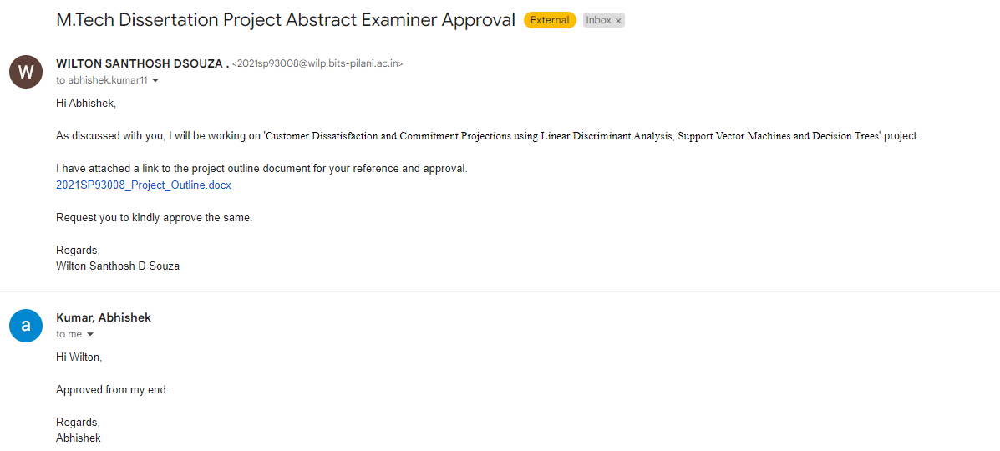 M.Tech Dissertation Project Abstract Examiner Approval External Inbox ×
W
WILTON SANTHOSH DSOUZA . <2021sp93008@wilp.bits-pilani.ac.in>
to abhishek.kumar11
Hi Abhishek,
As discussed with you, I will be working on 'Customer Dissatisfaction and Commitment Projections using Linear Discriminant Analysis, Support Vector Machines and Decision Trees' project.
I have attached a link to the project outline document for your reference and approval.
2021SP93008_Project_Outline.docx
Request you to kindly approve the same.
Regards,
Wilton Santhosh D Souza
a
Kumar, Abhishek
to me
Hi Wilton,
Approved from my end.
Regards,
Abhishek